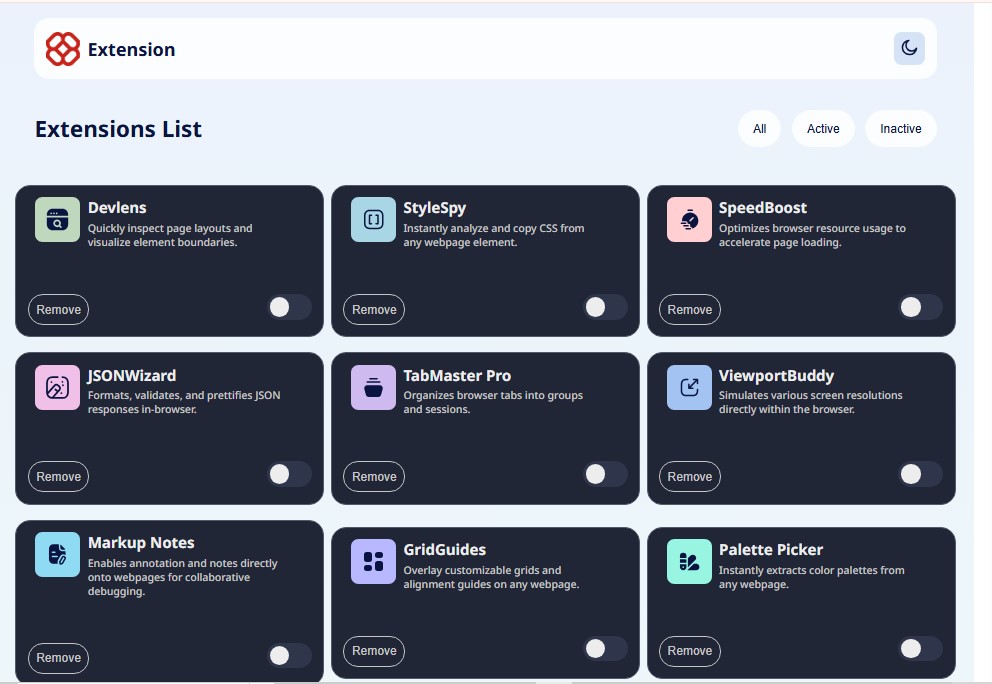 Extension
Extensions List
All
Active
Inactive
Devlens
Quickly inspect page layouts and
visualize element boundaries.
Remove
StyleSpy
Instantly analyze and copy CSS from
any webpage element.
Remove
SpeedBoost
Optimizes browser resource usage to
accelerate page loading.
Remove
JSONWizard
Formats, validates, and prettifies JSON
responses in-browser.
Remove
TabMaster Pro
Organizes browser tabs into groups
and sessions.
Remove
ViewportBuddy
Simulates various screen resolutions
directly within the browser.
Remove
Markup Notes
Enables annotation and notes directly
onto webpages for collaborative
debugging.
Remove
GridGuides
Overlay customizable grids and
alignment guides on any webpage.
Remove
Palette Picker
Instantly extracts color palettes from
any webpage.
Remove